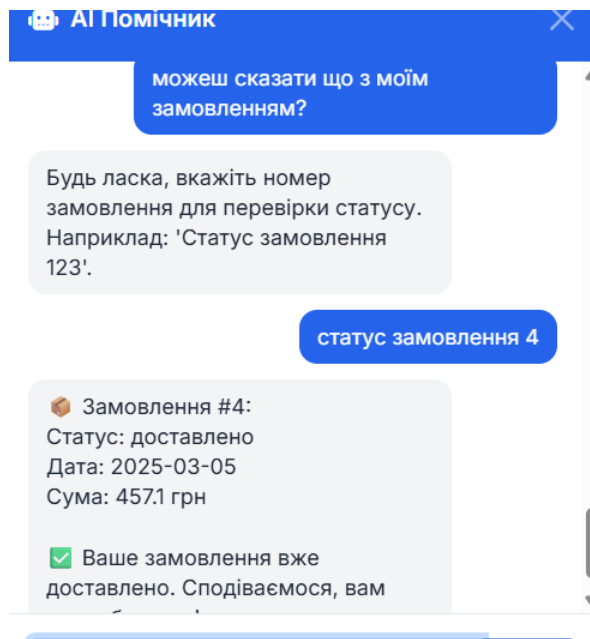 AI Помічник
можеш сказати що з моїм
замовленням?
Будь ласка, вкажіть номер
замовлення для перевірки статусу.
Наприклад: 'Статус замовлення
123'.
статус замовлення 4
Замовлення #4:
Статус: доставлено
Дата: 2025-03-05
Сума: 457.1 грн
Ваше замовлення вже
доставлено. Сподіваємося, вам